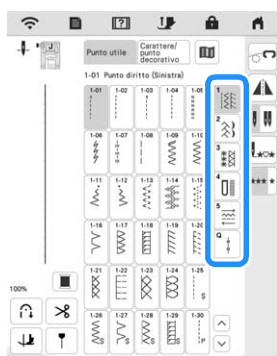 J
Punto utile
Carattere/
punto
decorativo
1-01 Punto diritto (Sinistra)
1-01 1-02 1-03 1-04 1-05
1
2
1-06 1-07 1-08 1-09 1-10
3
1-11 1-12 1-13 1-14 1-15
4
1-16 1-17 1-18 1-19 1-20
5
Q
1-21 1-22 1-23 1-24 1-25
S
100%
1-26 1-27 1-28 1-29 1-30
S S S S P